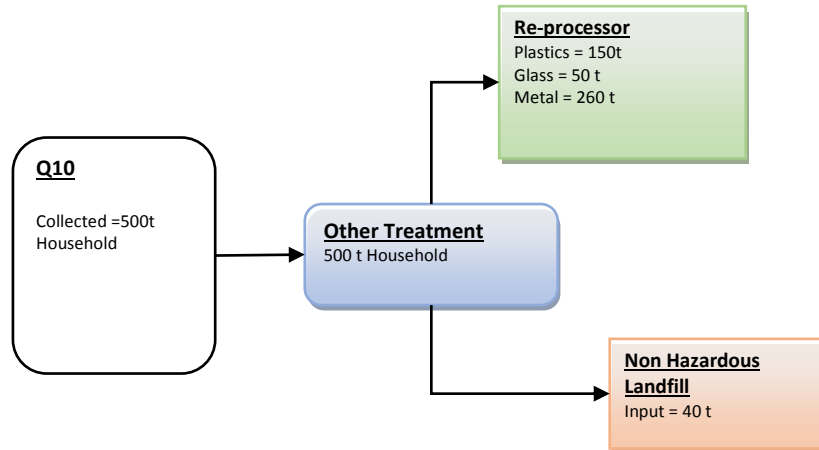 Q10
Collected =500t
Household
Other Treatment
500 t Household
Re-processor
Plastics = 150t
Glass = 50 t
Metal = 260 t
Non Hazardous
Landfill
Input = 40 t